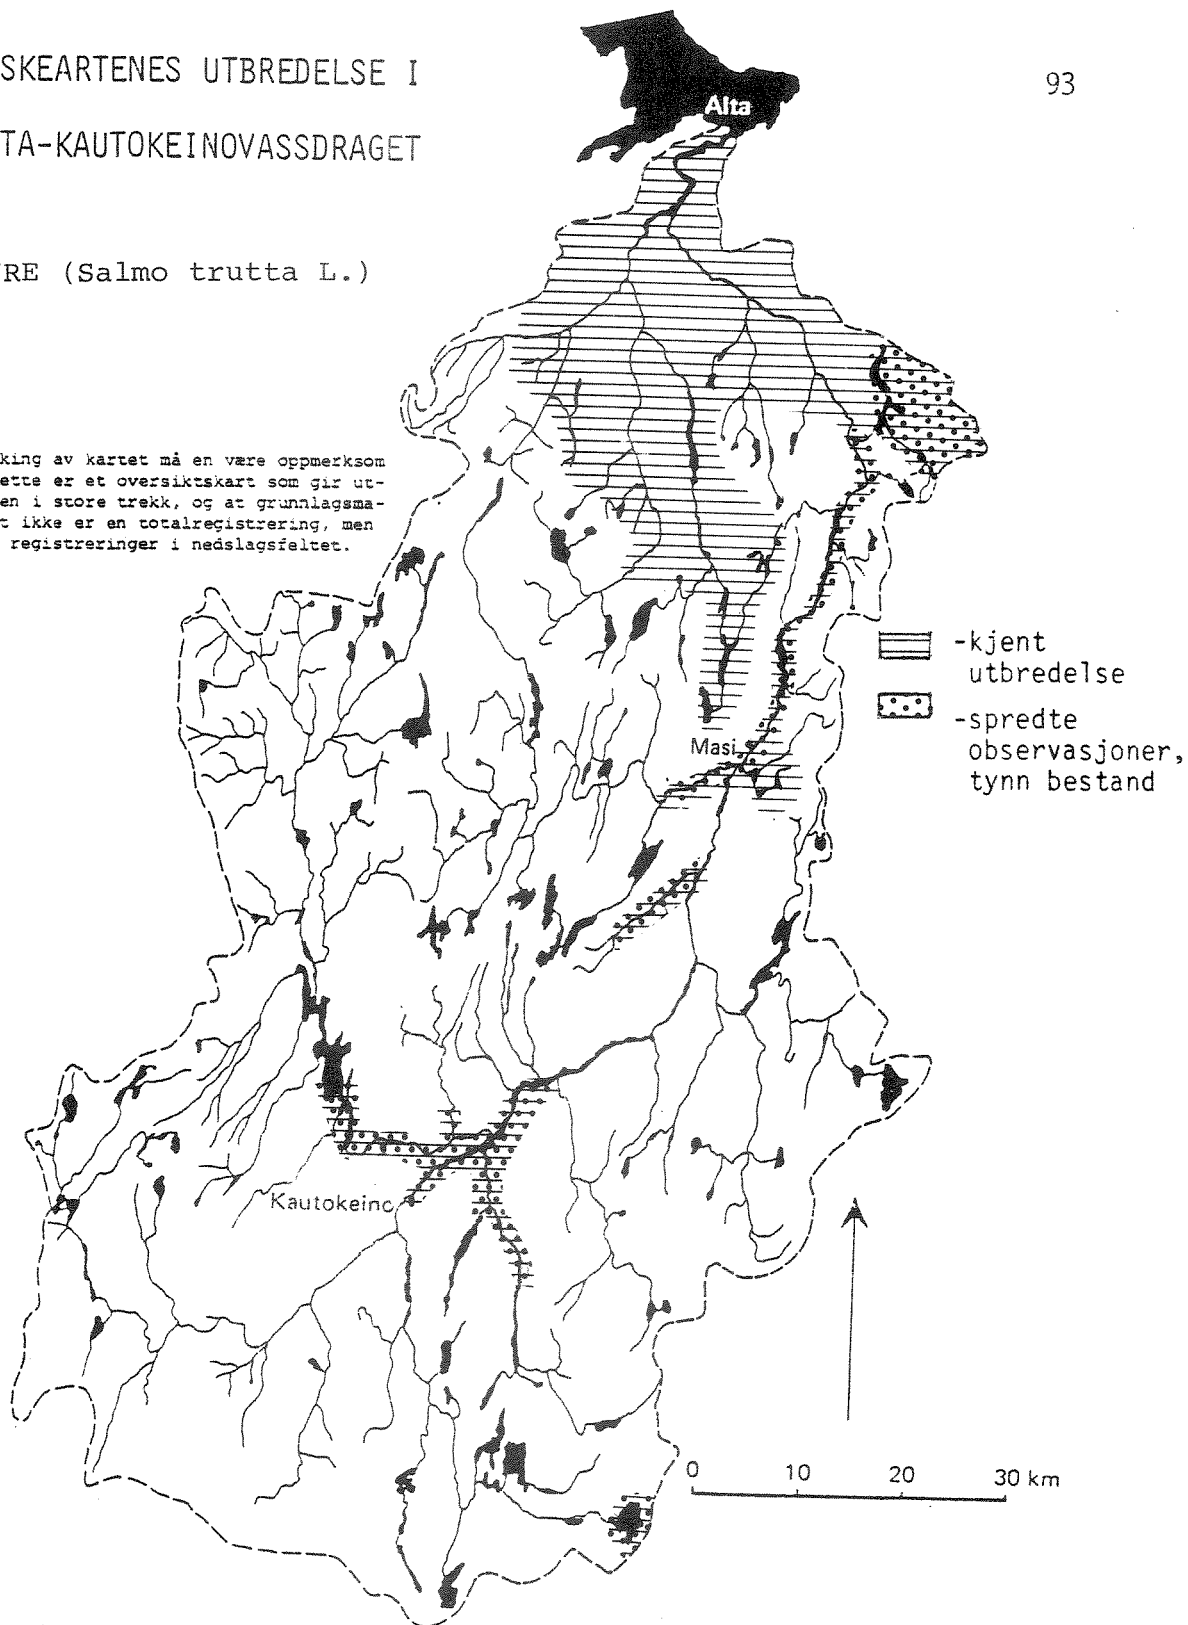 SKEARTENES UTBREDELSE I
93
TA-KAUTOKEINOVASSDRAGET
RE (Salmo trutta L.)
king av kartet må en være oppmerksom
ette er et oversiktskart som gir ut-
en i store trekk, og at grunnlagsma-
t ikke er en totalregistrering, men
registreringer i nedslagsfeltet.
Alta
-kjent
utbredelse
-spredte
observasjoner,
tynn bestand
Masi
Kautokeino
0 10 20 30 km